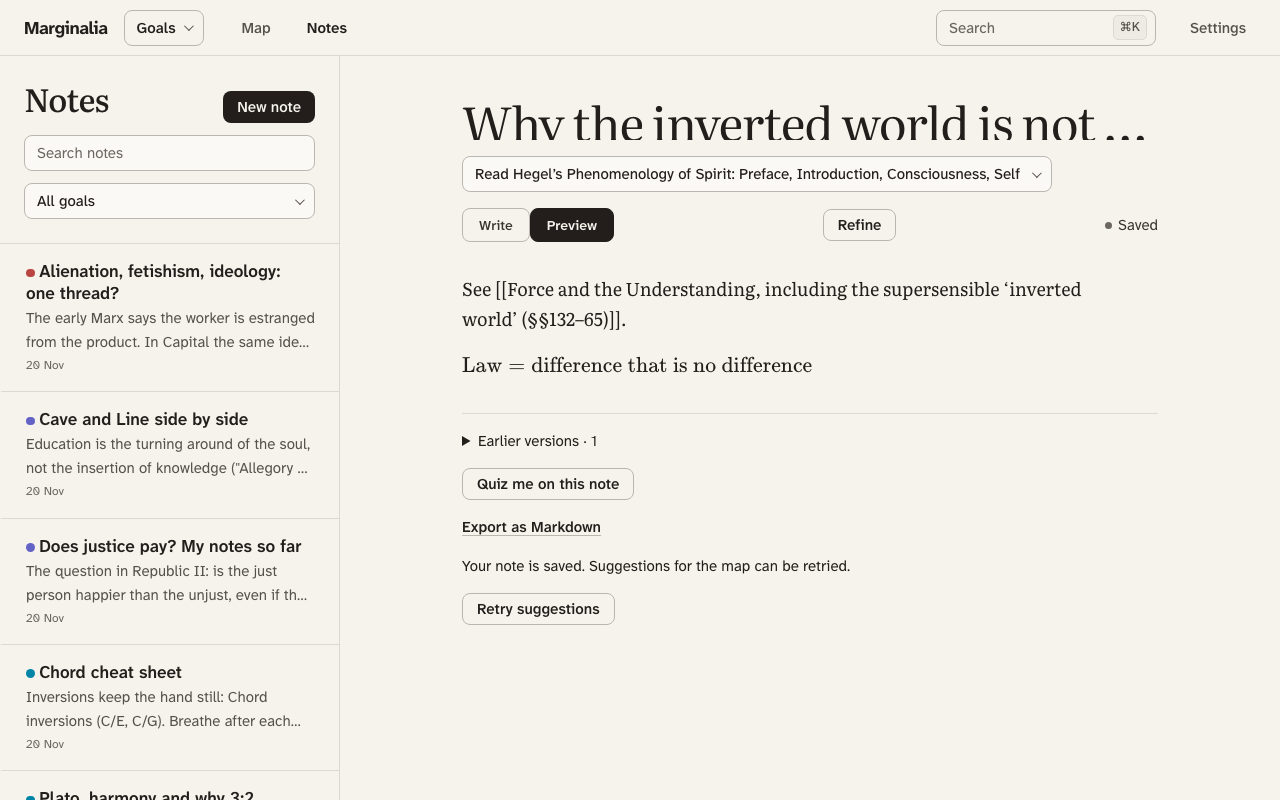 Marginalia
Goals
Map
Notes
Search
⌘K
Settings
Notes
New note
Search notes
All goals
Alienation, fetishism, ideology:
one thread?
The early Marx says the worker is estranged
from the product. In Capital the same ide…
20 Nov
Cave and Line side by side
Education is the turning around of the soul,
not the insertion of knowledge ("Allegory …
20 Nov
Does justice pay? My notes so far
The question in Republic II: is the just
person happier than the unjust, even if th…
20 Nov
Chord cheat sheet
Inversions keep the hand still: Chord
inversions (C/E, C/G). Breathe after each…
20 Nov
Plato, harmony and why 3:2
Why the inverted world is not …
Read Hegel’s Phenomenology of Spirit: Preface, Introduction, Consciousness, Self
Write
Preview
Refine
Saved
See [[Force and the Understanding, including the supersensible ‘inverted
world’ (§§132–65)]].
Law = difference that is no difference
Earlier versions · 1
Quiz me on this note
Export as Markdown
Your note is saved. Suggestions for the map can be retried.
Retry suggestions